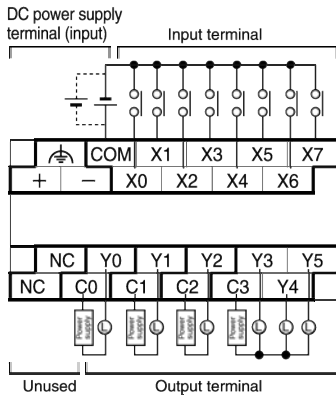 DC power supply
terminal (input)
Input terminal
COM X1 X3 X5 X7
+ − X0 X2 X4 X6
NC Y0 Y1 Y2 Y3 Y5
NC C0 C1 C2 C3 Y4
Power supply L Power supply L Power supply L Power supply L L L
Unused Output terminal